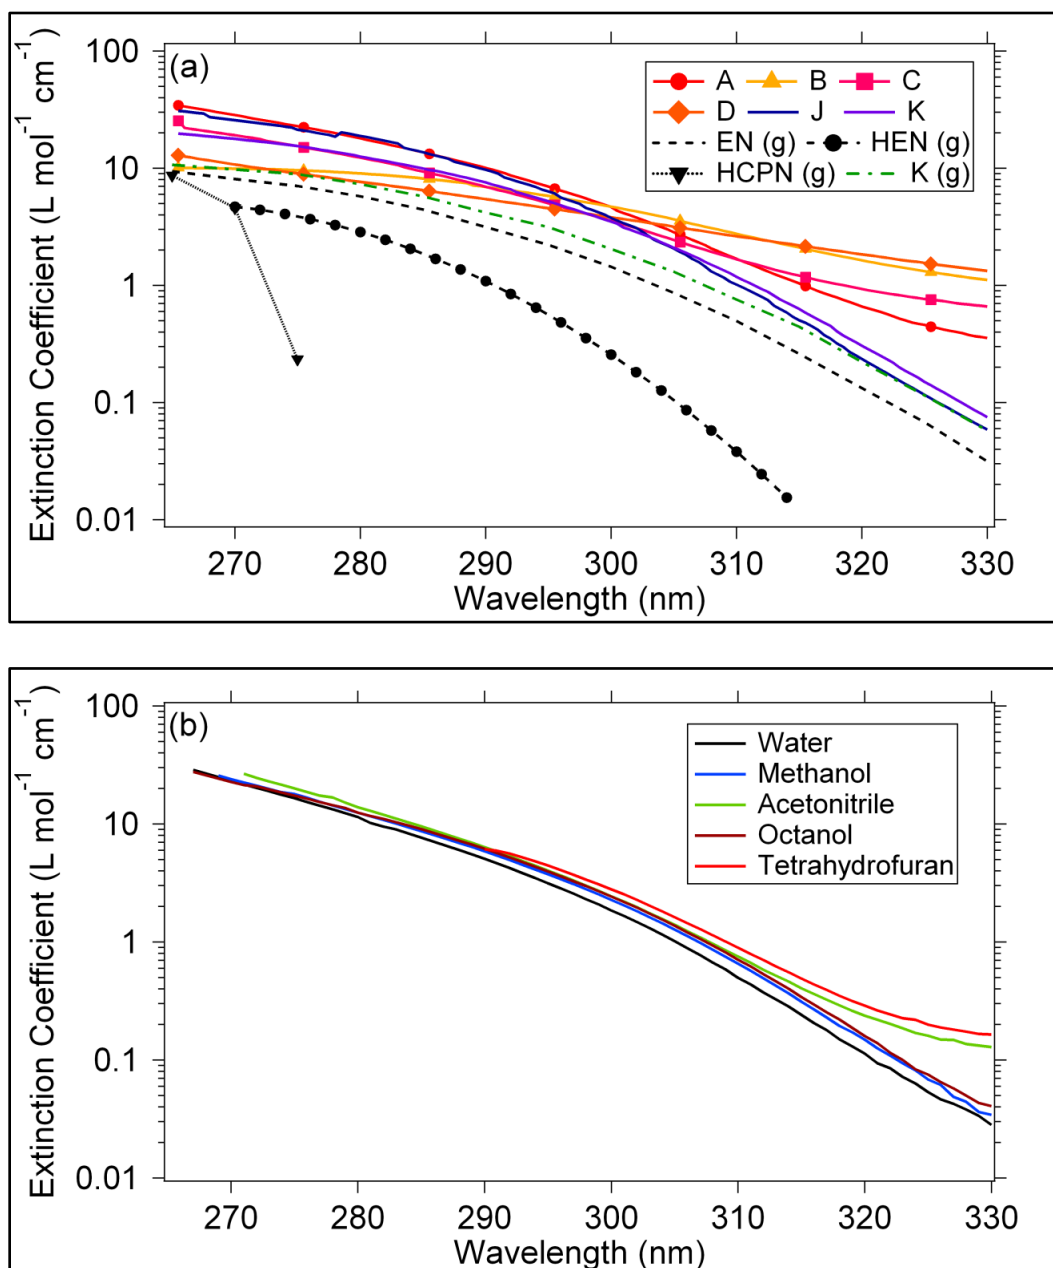 (a)
Extinction Coefficient (L mol⁻¹ cm⁻¹)
100
10
1
0.1
0.01
A B C
D J K
EN (g) HEN (g)
HCPN (g) K (g)
270 280 290 300 310 320 330
Wavelength (nm)
(b)
Extinction Coefficient (L mol⁻¹ cm⁻¹)
100
10
1
0.1
0.01
Water
Methanol
Acetonitrile
Octanol
Tetrahydrofuran
270 280 290 300 310 320 330
Wavelength (nm)